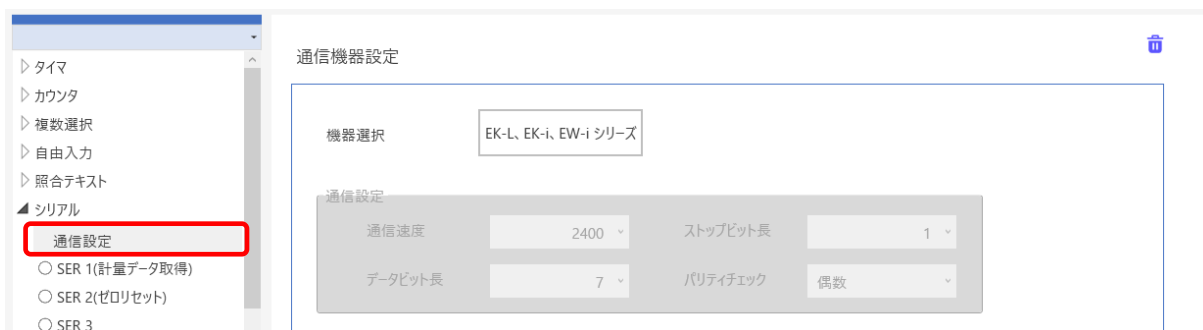 タイマ
カウンタ
複数選択
自由入力
照合テキスト
シリアル
通信設定
SER 1(計量データ取得)
SER 2(ゼロリセット)
SER 3
通信機器設定
機器選択 EK-L、EK-i、EW-i シリーズ
通信設定
通信速度 2400 ストップビット長 1
データビット長 7 パリティチェック 偶数